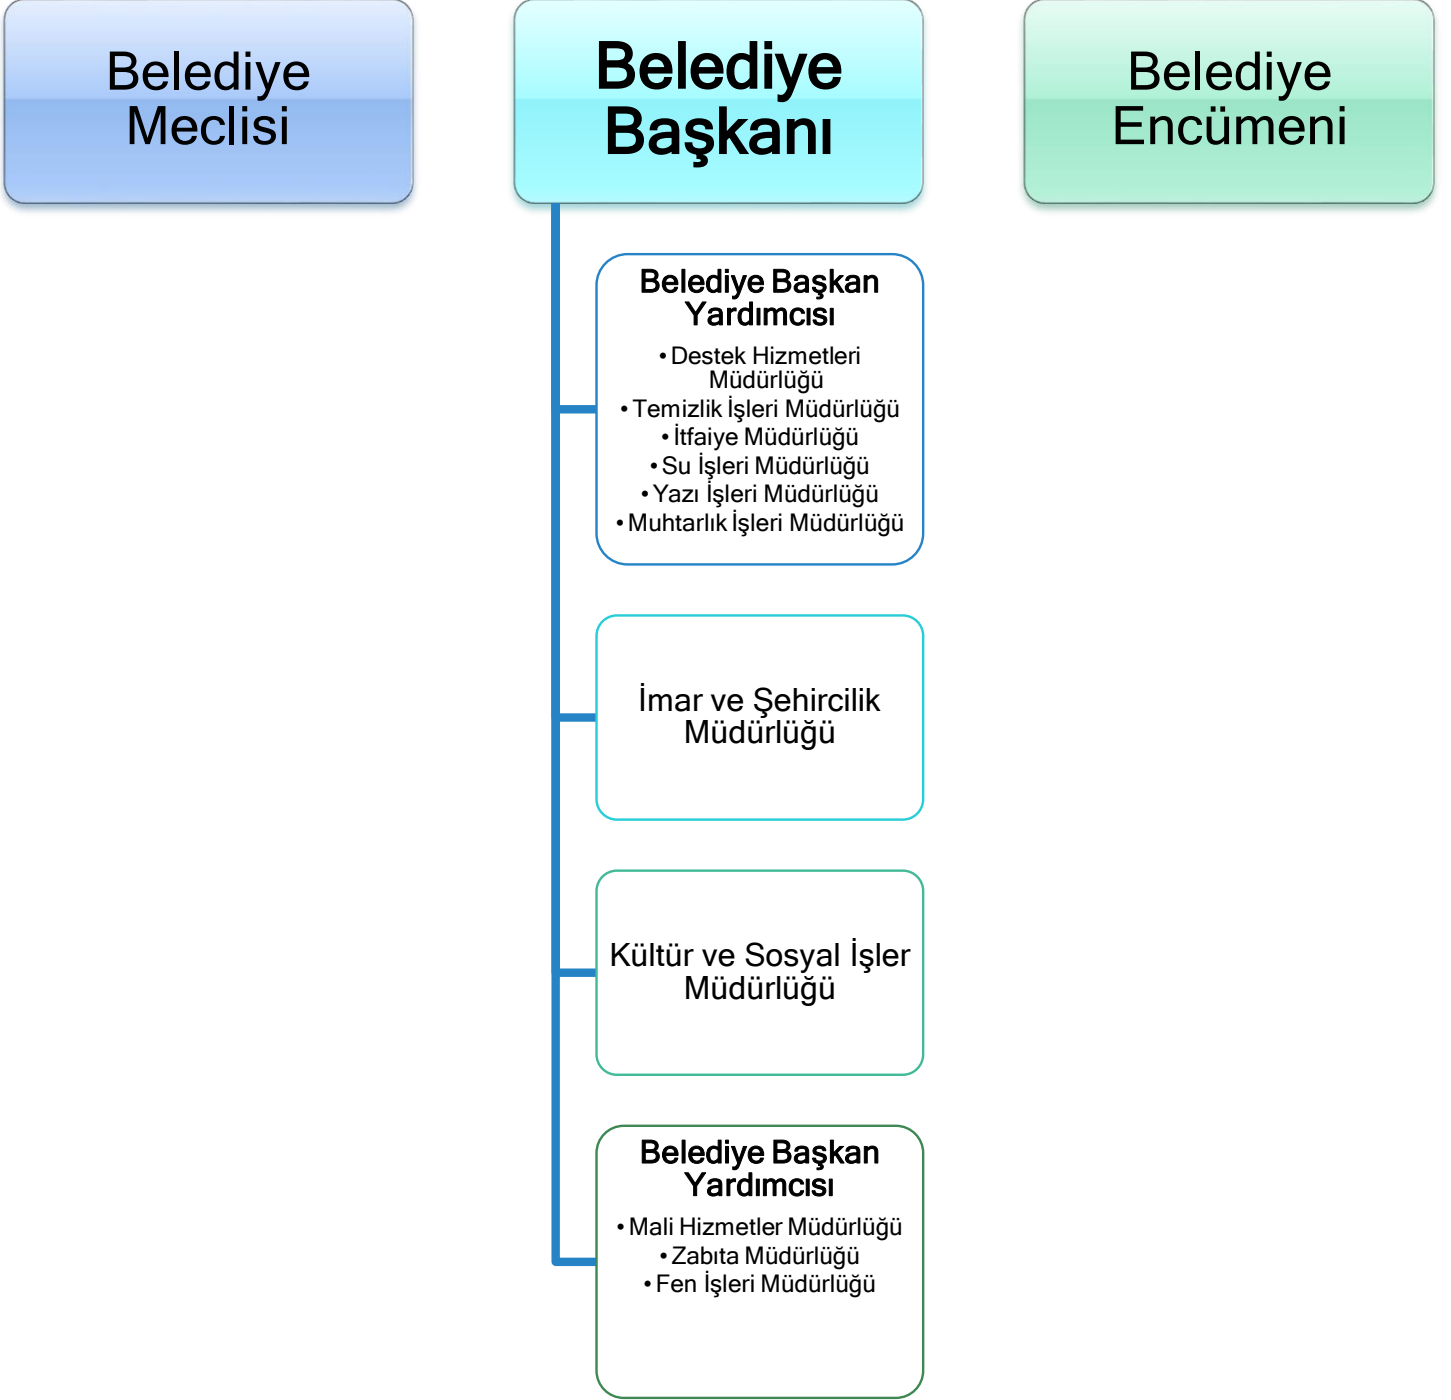 Belediye
Meclisi
Belediye
Başkanı
Belediye
Encümeni
Belediye Başkan
Yardımcısı
• Destek Hizmetleri
Müdürlüğü
• Temizlik İşleri Müdürlüğü
• İtfaiye Müdürlüğü
• Su İşleri Müdürlüğü
• Yazı İşleri Müdürlüğü
• Muhtarlık İşleri Müdürlüğü
İmar ve Şehircilik
Müdürlüğü
Kültür ve Sosyal İşler
Müdürlüğü
Belediye Başkan
Yardımcısı
• Mali Hizmetler Müdürlüğü
• Zabıta Müdürlüğü
• Fen İşleri Müdürlüğü